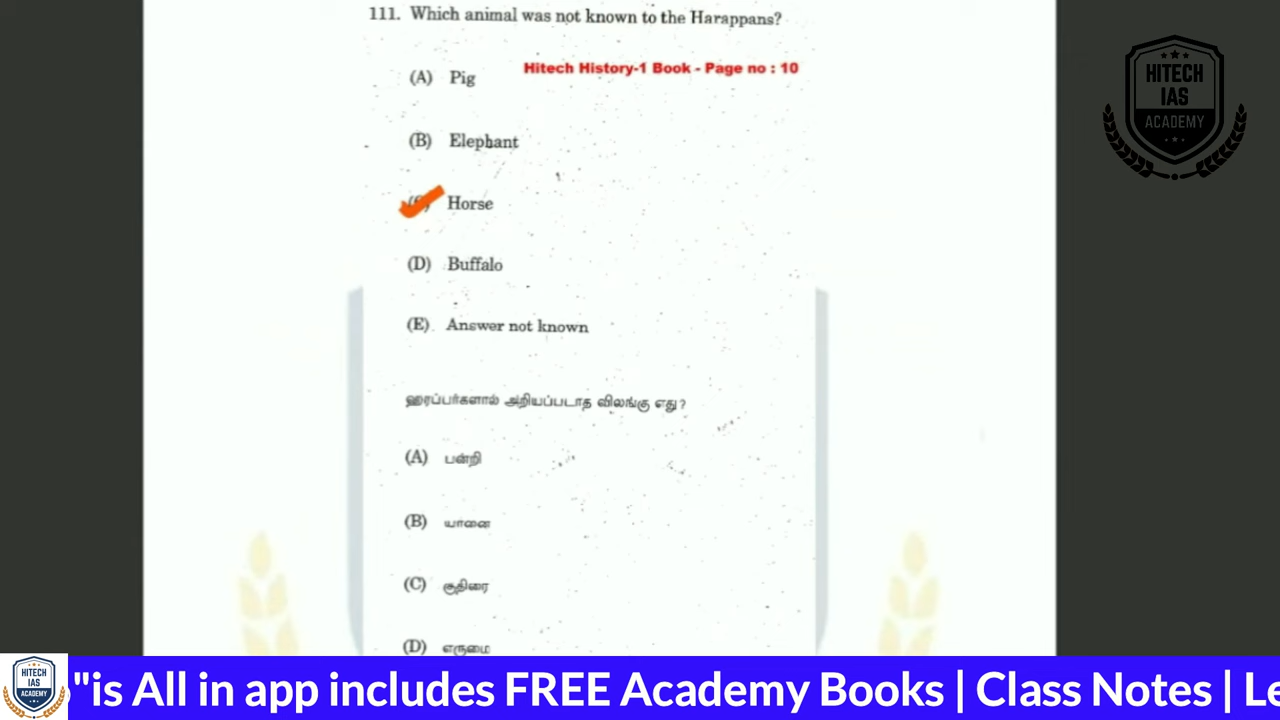 111. Which animal was not known to the Harappans?
Hitech History-1 Book - Page no : 10
(A) Pig
(B) Elephant
Horse
(D) Buffalo
(E) Answer not known
ஹரப்பர்களால் அறியப்படாத விலங்கு எது?
(A) பன்றி
(B) யானை
(C) குதிரை
(D) எருமை
HITECH
IAS
ACADEMY
HITECH
IAS
ACADEMY
"is All in app includes FREE Academy Books | Class Notes | Le